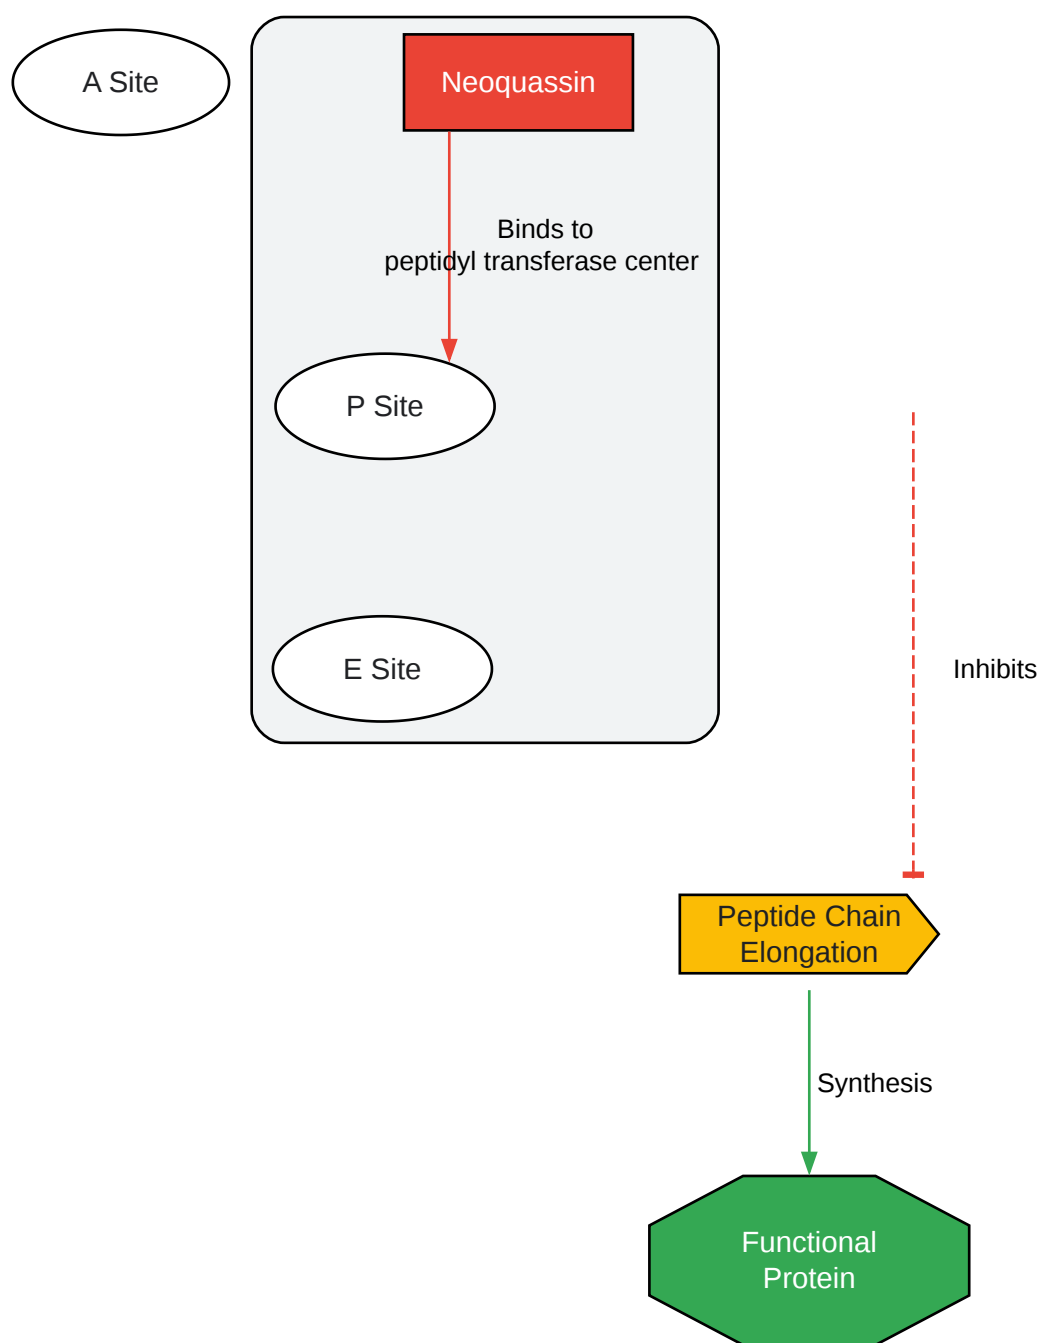 A Site
Neoquassin
Binds to
peptidyl transferase center
P Site
E Site
Inhibits
Peptide Chain
Elongation
Synthesis
Functional
Protein